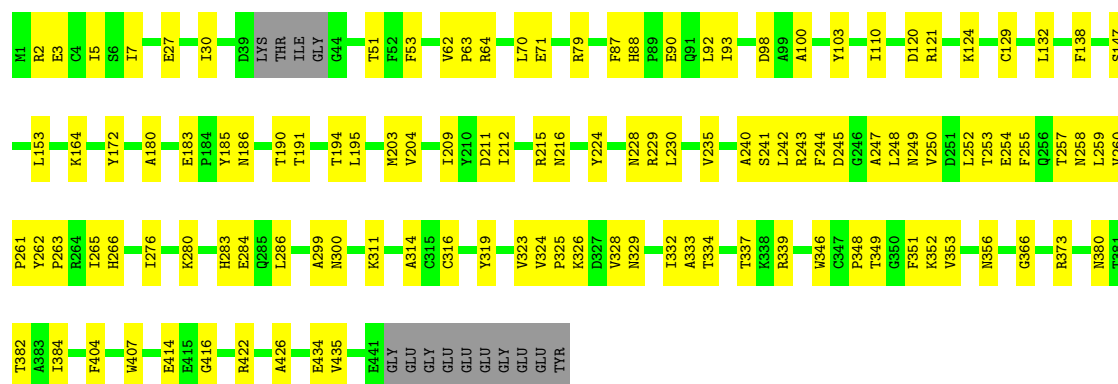 M1 R2 E3 C4 I5 S6 I7 E27 I30 D39 LYS THR ILE GLY G44 T51 F52 F53 V62 P63 R64 L70 E71 R79 F87 H88 P89 E90 Q91 L92 I93 D98 A99 A100 Y103 I110 D120 R121 K124 C129 L132 F138 S147
L153 K164 Y172 A180 E183 P184 Y185 N186 T190 T191 T194 L195 M203 V204 I209 Y210 D211 I212 R215 N216 Y224 N228 R229 L230 V235 A240 S241 L242 R243 F244 D245 G246 A247 L248 N249 V250 D251 L252 T253 E254 F255 Q256 T257 N258 L259 V260
P261 Y262 P263 R264 I265 H266 I276 K280 H283 E284 Q285 L286 A299 N300 K311 A314 C315 C316 Y319 V323 V324 P325 K326 D327 V328 N329 I332 A333 T334 T337 K338 R339 W346 C347 P348 T349 G350 F351 K352 V353 N356 G366 R373 N380 T381
T382 A383 I384 F404 W407 E414 E415 G416 R422 A426 E434 V435 E441 GLY GLU GLY GLU GLU GLU GLY GLU GLU TYR